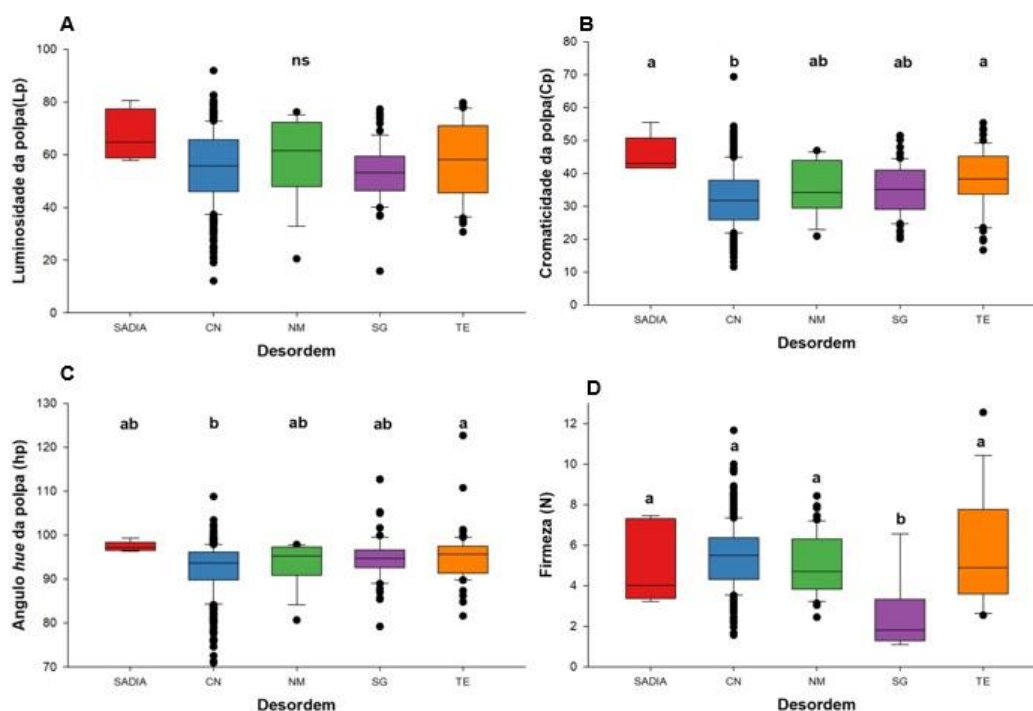 A
Luminosidade da polpa(Lp)
100
80
60
40
20
0
ns
SADIA CN NM SG TE
Desordem
B
Cromaticidade da polpa(Cp)
80
70
60
50
40
30
20
10
0
a b ab ab a
SADIA CN NM SG TE
Desordem
C
Angulo hue da polpa (hp)
130
120
110
100
90
80
70
ab b ab ab a
SADIA CN NM SG TE
Desordem
D
Firmeza (N)
12
10
8
6
4
2
0
a a a b a
SADIA CN NM SG TE
Desordem